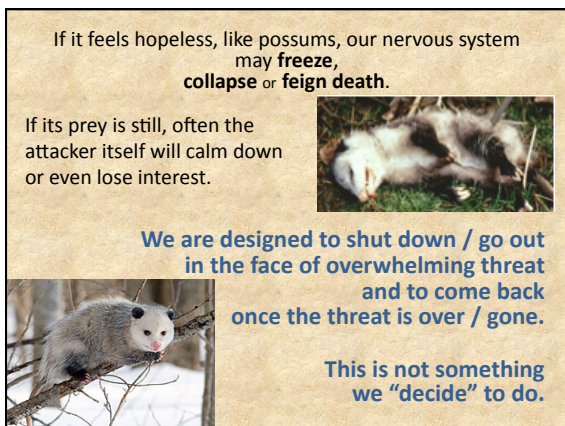 If it feels hopeless, like possums, our nervous system
may freeze,
collapse or feign death.
If its prey is still, often the
attacker itself will calm down
or even lose interest.
We are designed to shut down / go out
in the face of overwhelming threat
and to come back
once the threat is over / gone.
This is not something
we “decide” to do.